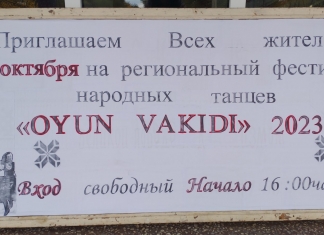 Приглашаем Всех жител
октября на региональный фести
народных танцев
«OYUN VAKIDI» 2023
Вход свободный Начало 16:00ча